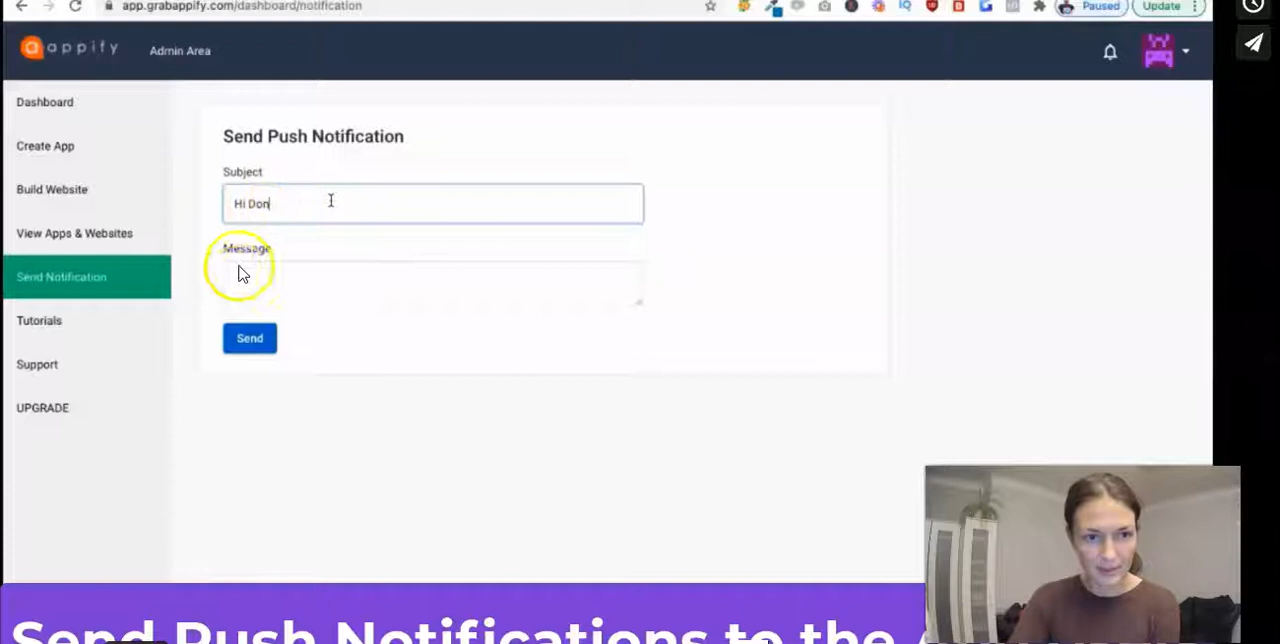 app.grabappify.com/dashboard/notification
Paused
Update
appify
Admin Area
Dashboard
Create App
Build Website
View Apps & Websites
Send Notification
Tutorials
Support
UPGRADE
Send Push Notification
Subject
Hi Don
Message
Send
Send Push Notifications to the